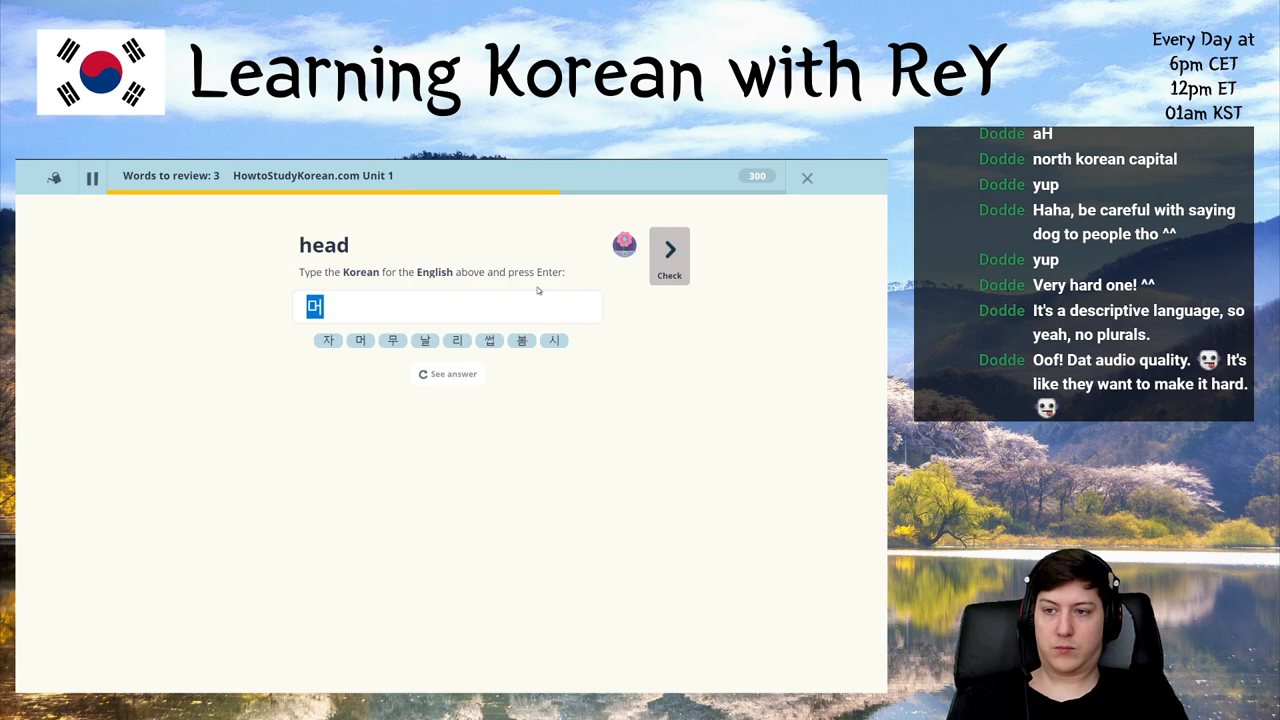 Learning Korean with ReY
Every Day at
6pm CET
12pm ET
01am KST
Words to review: 3 HowtoStudyKorean.com Unit 1
300
head
Type the Korean for the English above and press Enter:
Check
머
자 머 무 날 리 썹 봄 시
See answer
Dodde aH
Dodde north korean capital
Dodde yup
Dodde Haha, be careful with saying
dog to people tho ^^
Dodde yup
Dodde Very hard one! ^^
Dodde It's a descriptive language, so
yeah, no plurals.
Dodde Oof! Dat audio quality. It's
like they want to make it hard.